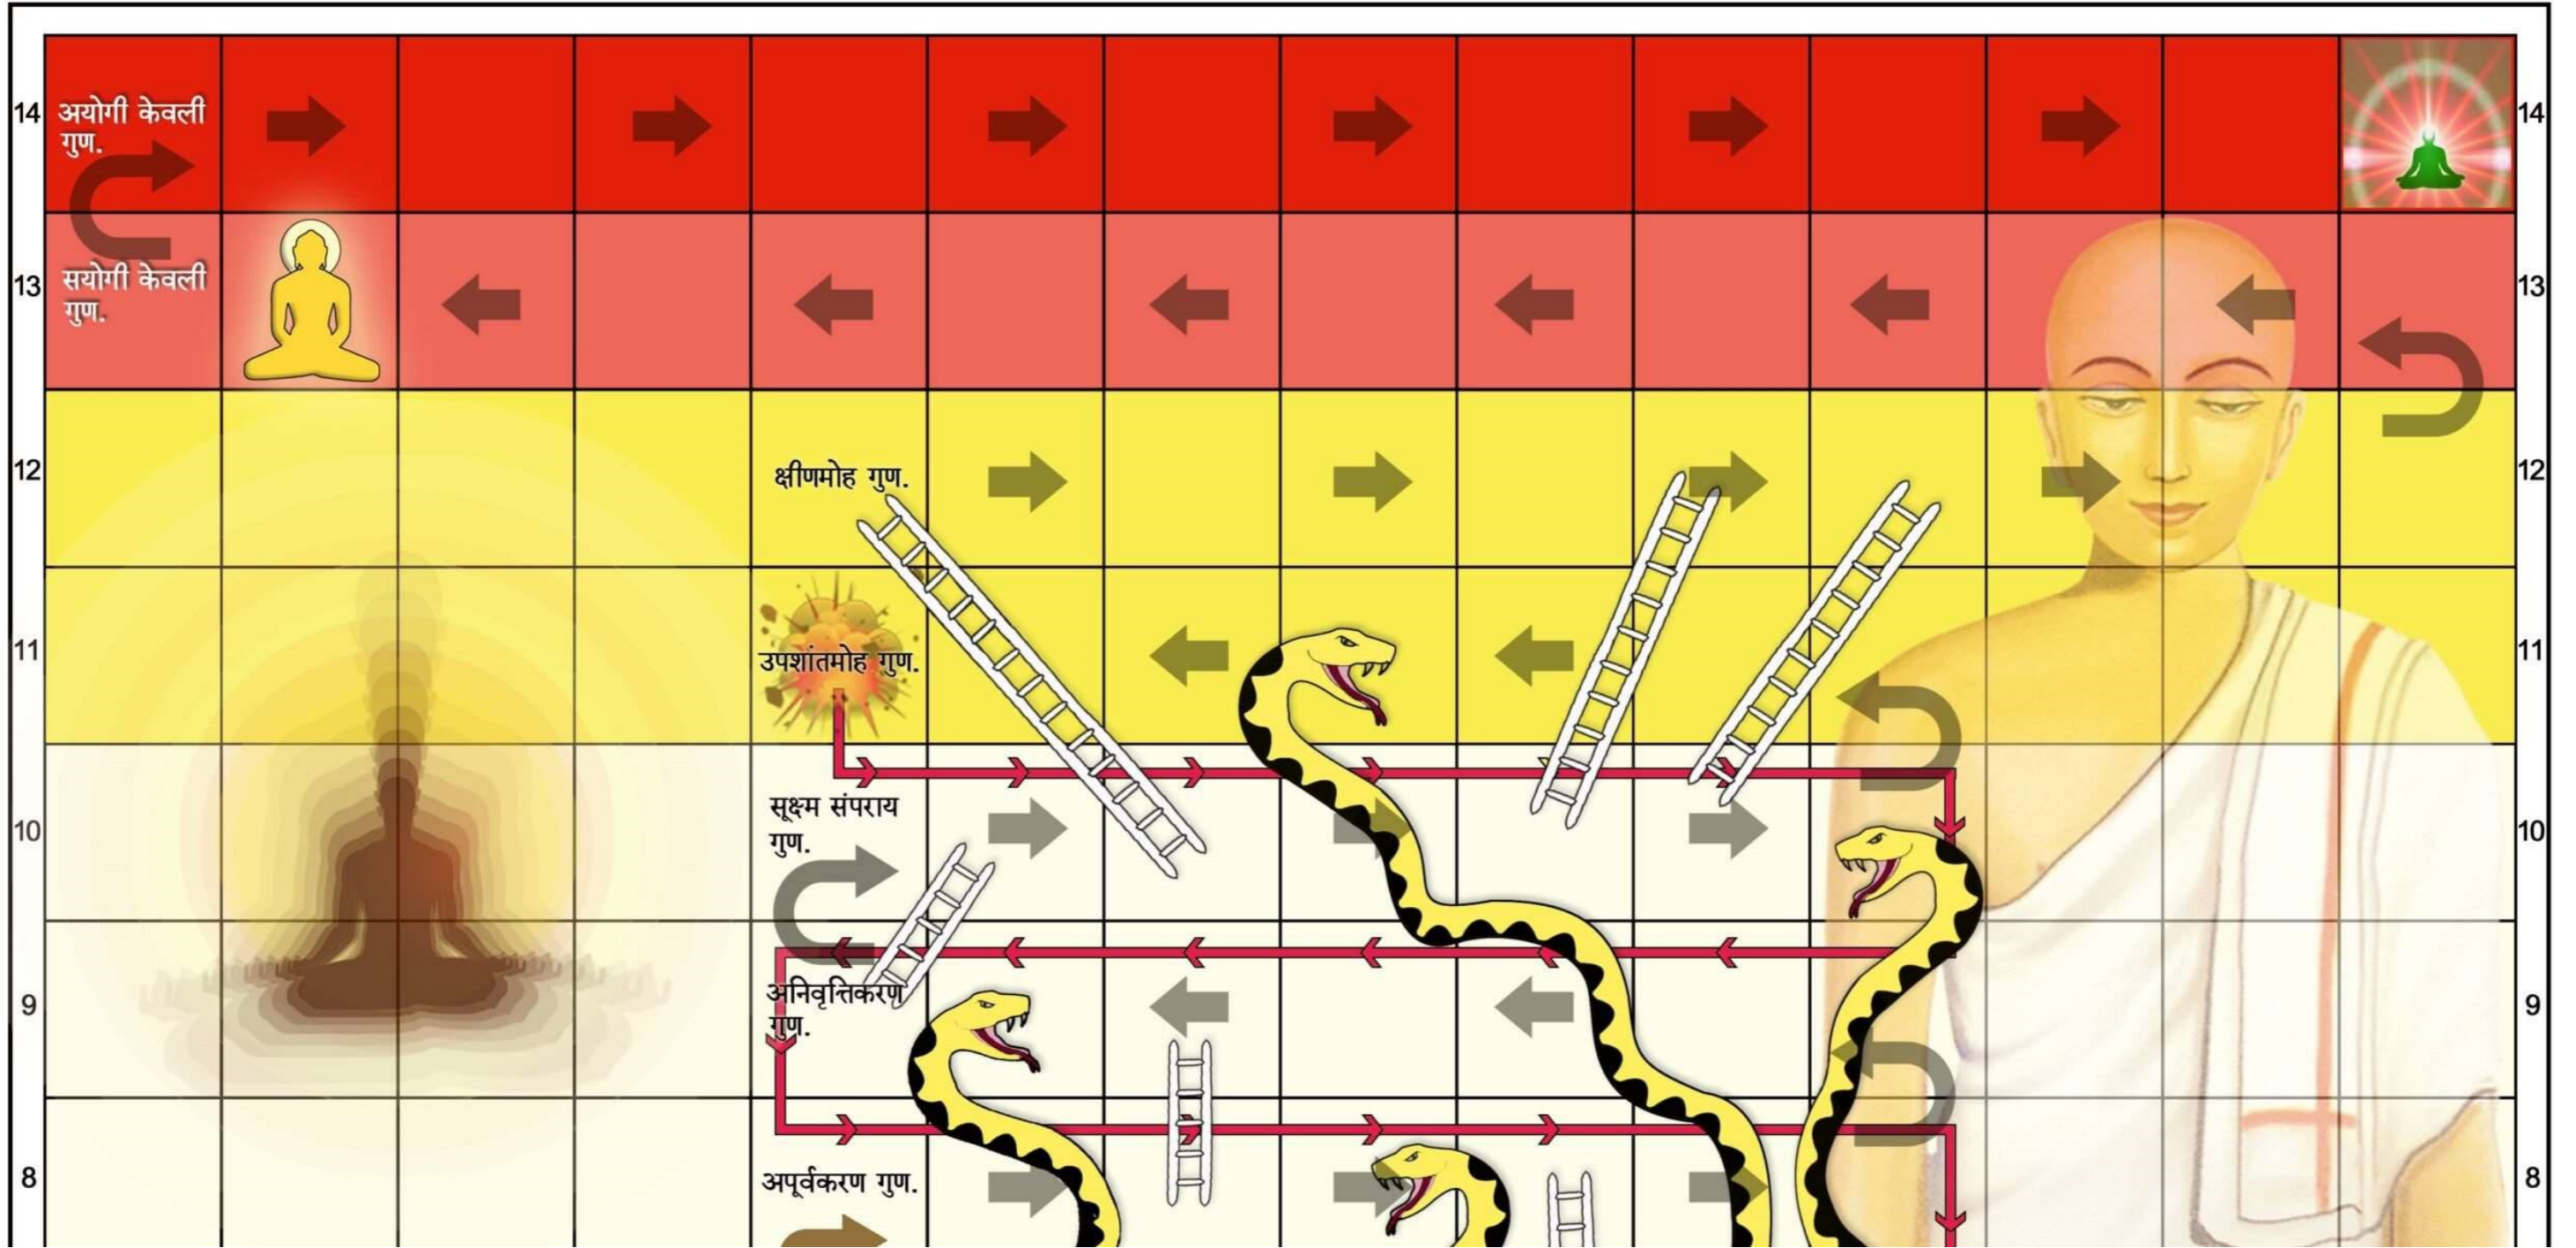 14 अयोगी केवली 14
गुण.
13 सयोगी केवली 13
गुण.
12 क्षीणमोह गुण. 12
11 उपशांतमोह गुण. 11
सूक्ष्म संपराय
10 गुण. 10
9 अनिवृत्तिकरण 9
गुण.
8 अपूर्वकरण गुण. 8